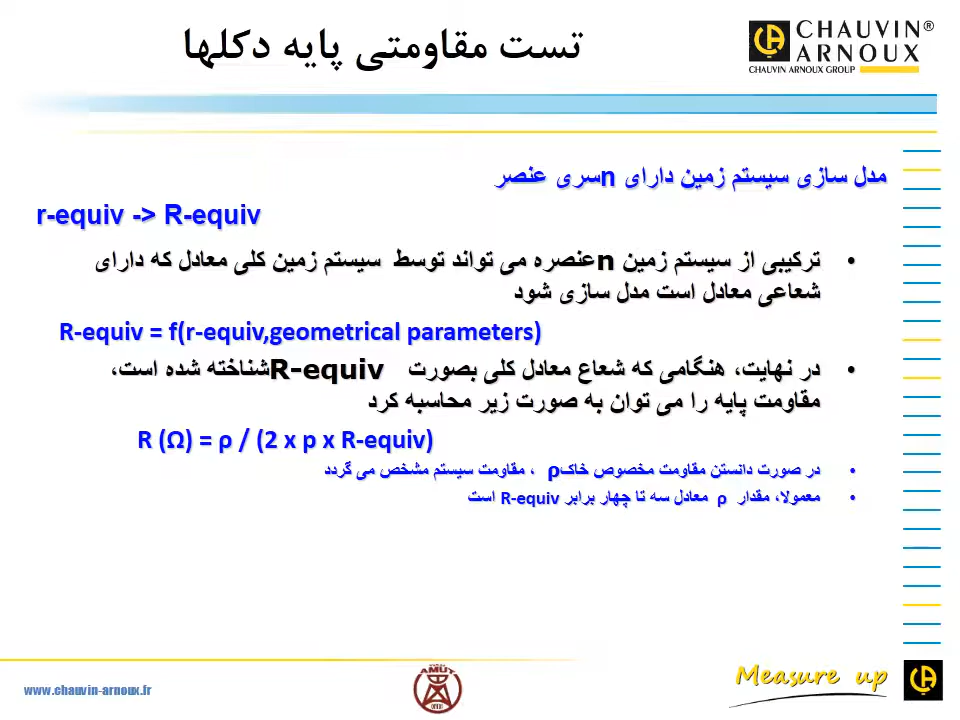 تست مقاومتی پایه دکلها
CHAUVIN®
ARNOUX
CHAUVIN ARNOUX GROUP
مدل سازی سیستم زمین دارای nسری عنصر
r-equiv -> R-equiv
• ترکیبی از سیستم زمین nعنصره می تواند توسط سیستم زمین کلی معادل که دارای
شعاعی معادل است مدل سازی شود
R-equiv = f(r-equiv,geometrical parameters)
• در نهایت، هنگامی که شعاع معادل کلی بصورت R-equivشناخته شده است،
مقاومت پایه را می توان به صورت زیر محاسبه کرد
R (Ω) = ρ / (2 x p x R-equiv)
• در صورت دانستن مقاومت مخصوص خاکρ ، مقاومت سیستم مشخص می گردد
• معمولا، مقدار ρ معادل سه تا چهار برابر R-equiv است
www.chauvin-arnoux.fr
AMUT
Measure up